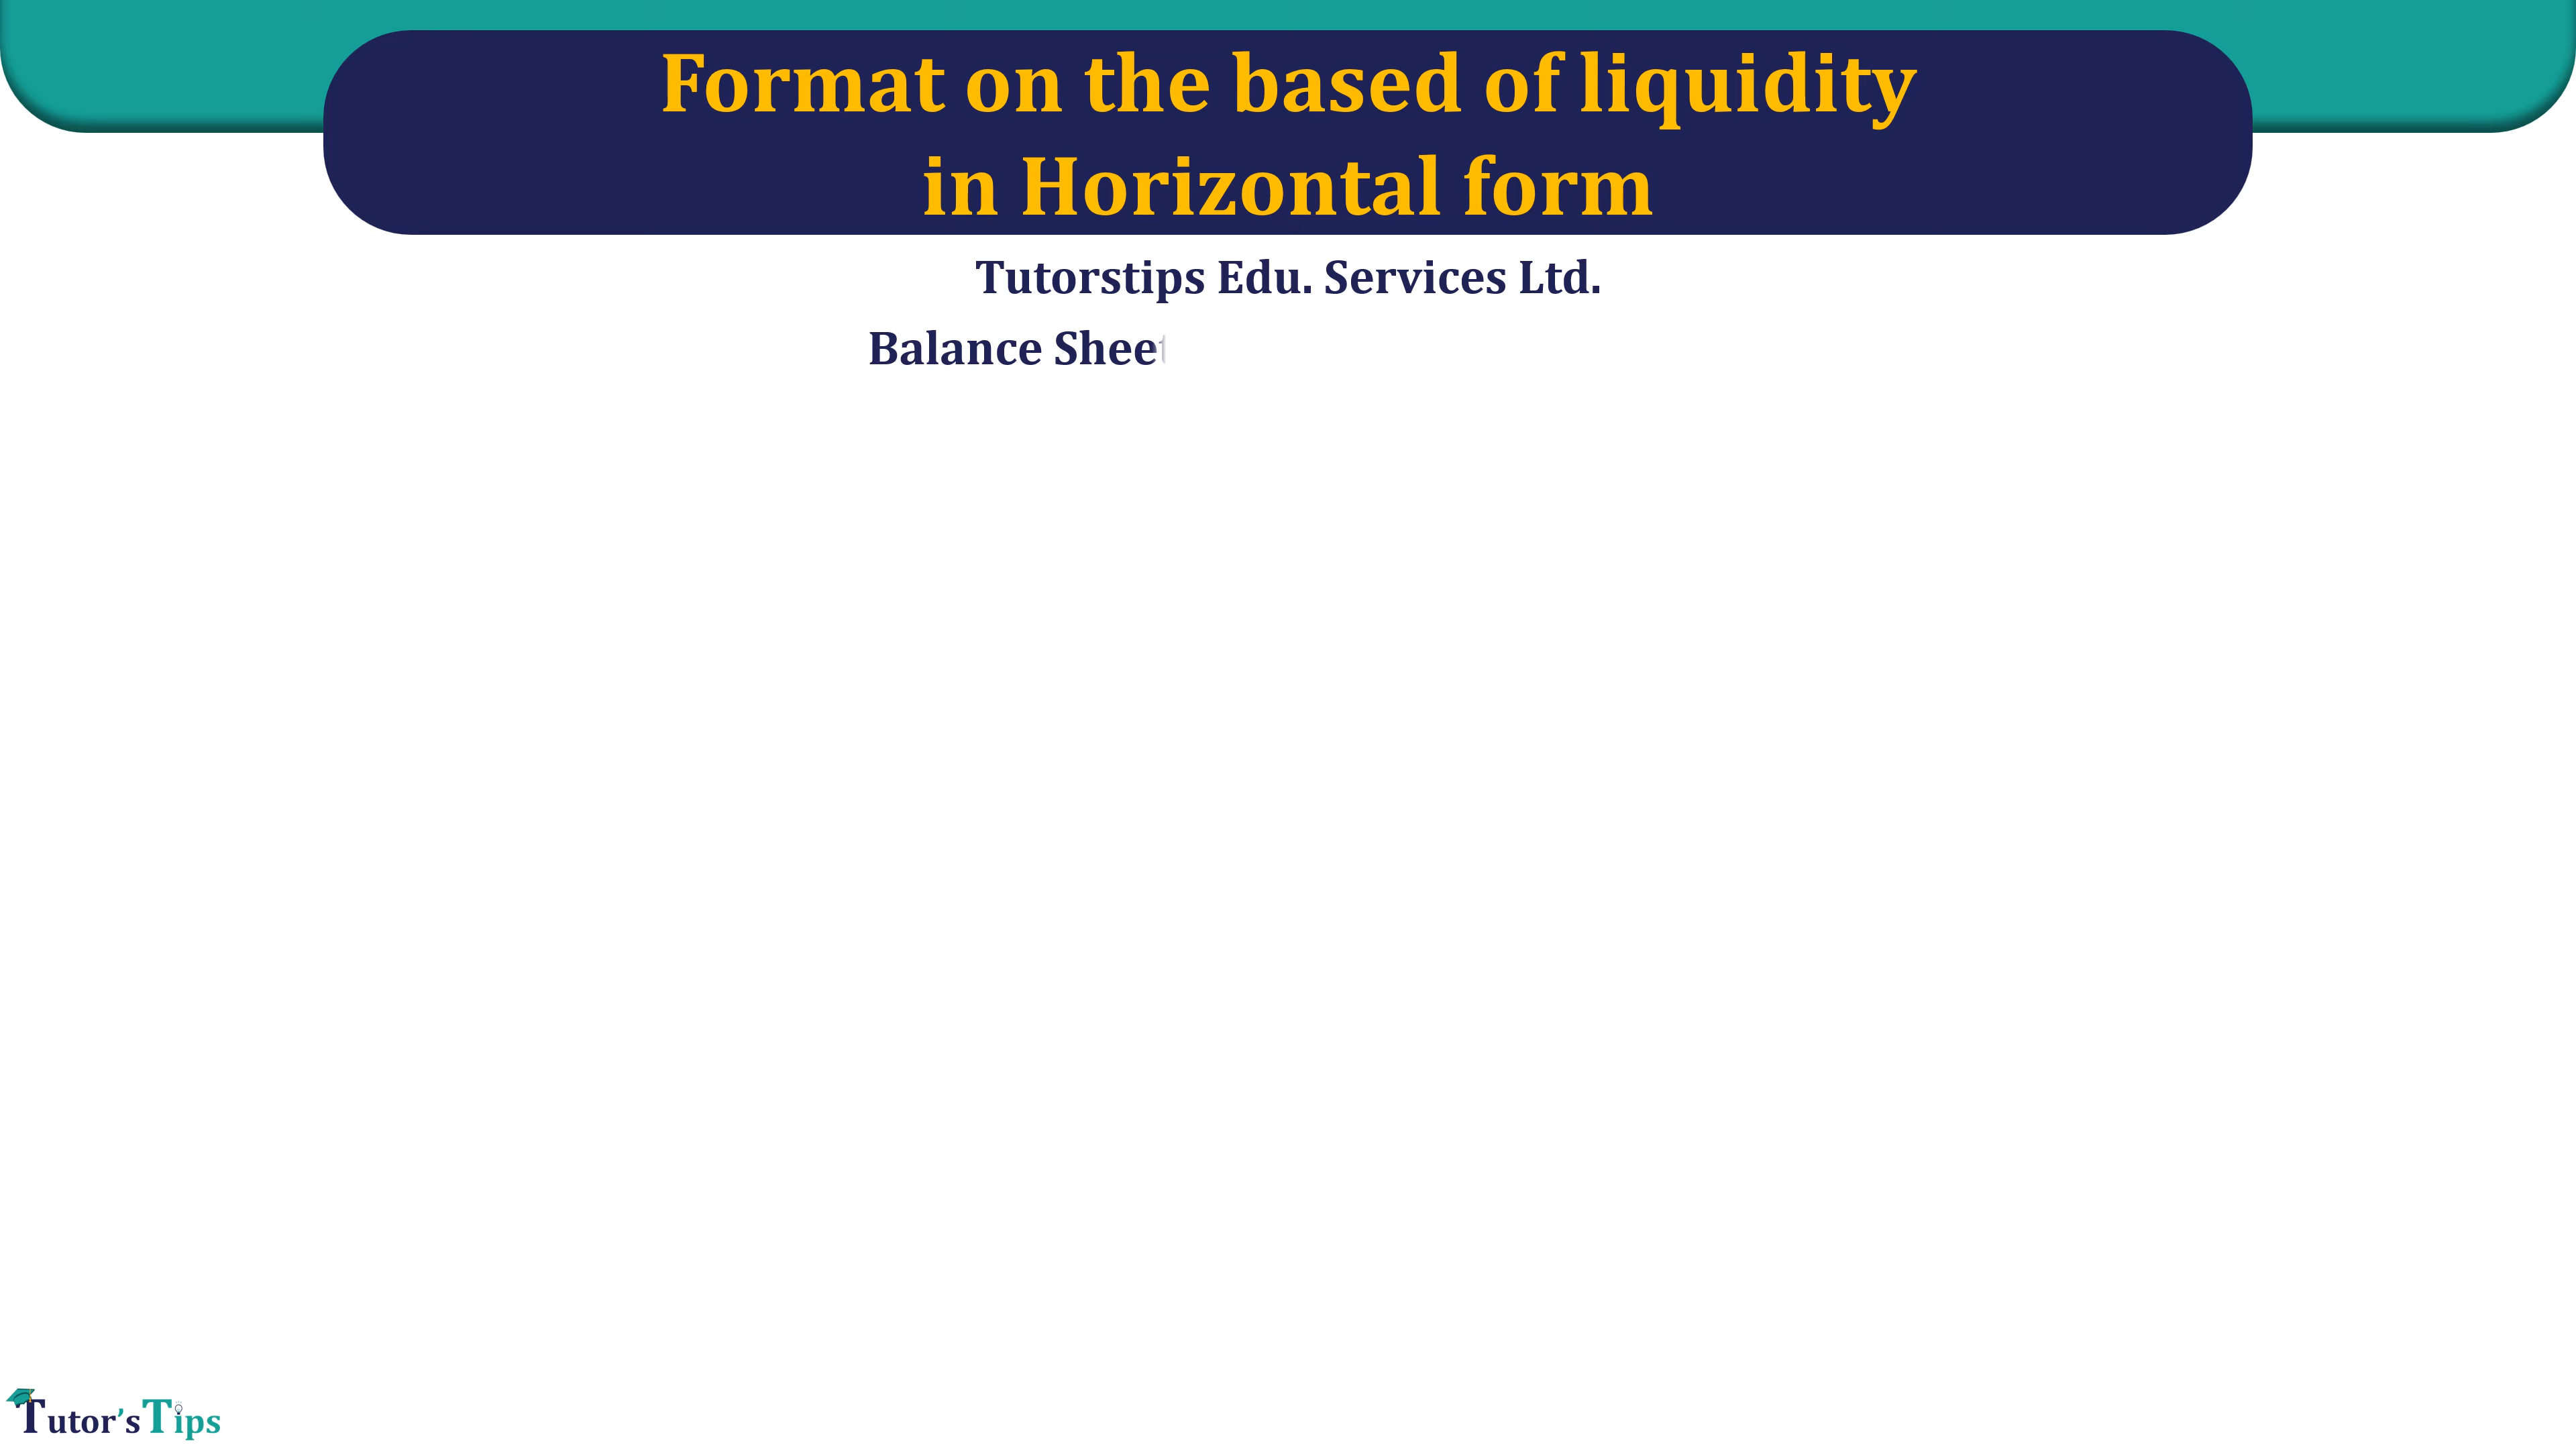 Format on the based of liquidity
in Horizontal form
Tutorstips Edu. Services Ltd.
Balance Sheet
Tutor's Tips